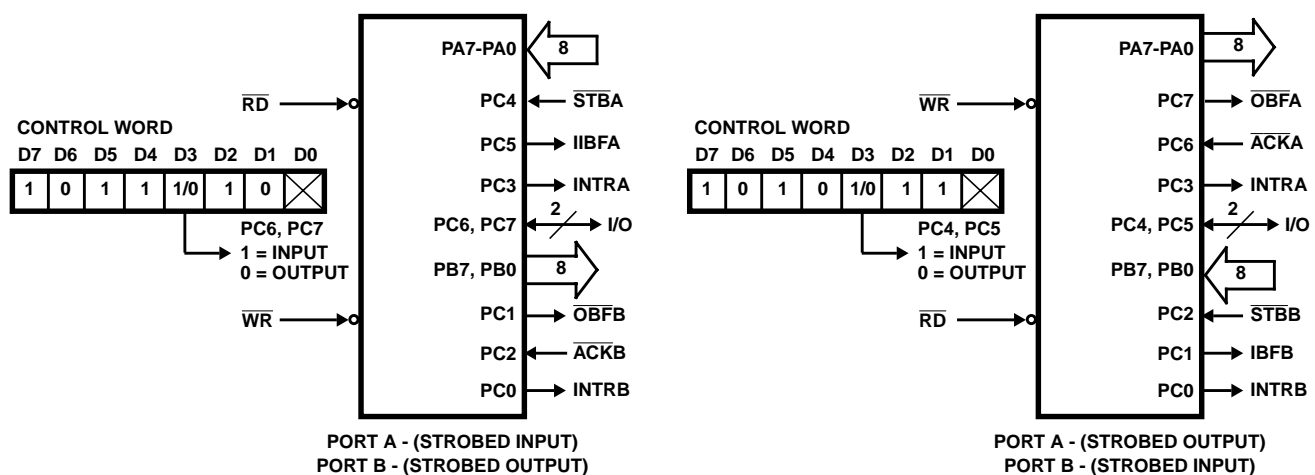 PA7-PA0 8
RD PC4 STBA
CONTROL WORD
D7 D6 D5 D4 D3 D2 D1 D0
1 0 1 1 1/0 1 0
PC5 IIBFA
PC3 INTRA
PC6, PC7
1 = INPUT
0 = OUTPUT
PC6, PC7 2 I/O
PB7, PB0 8
WR PC1 OBFB
PC2 ACKB
PC0 INTRB
PORT A - (STROBED INPUT)
PORT B - (STROBED OUTPUT)
PA7-PA0 8
WR PC7 OBFA
CONTROL WORD
D7 D6 D5 D4 D3 D2 D1 D0
1 0 1 0 1/0 1 1
PC6 ACKA
PC3 INTRA
PC4, PC5
1 = INPUT
0 = OUTPUT
PC4, PC5 2 I/O
PB7, PB0 8
RD PC2 STBB
PC1 IBFB
PC0 INTRB
PORT A - (STROBED OUTPUT)
PORT B - (STROBED INPUT)